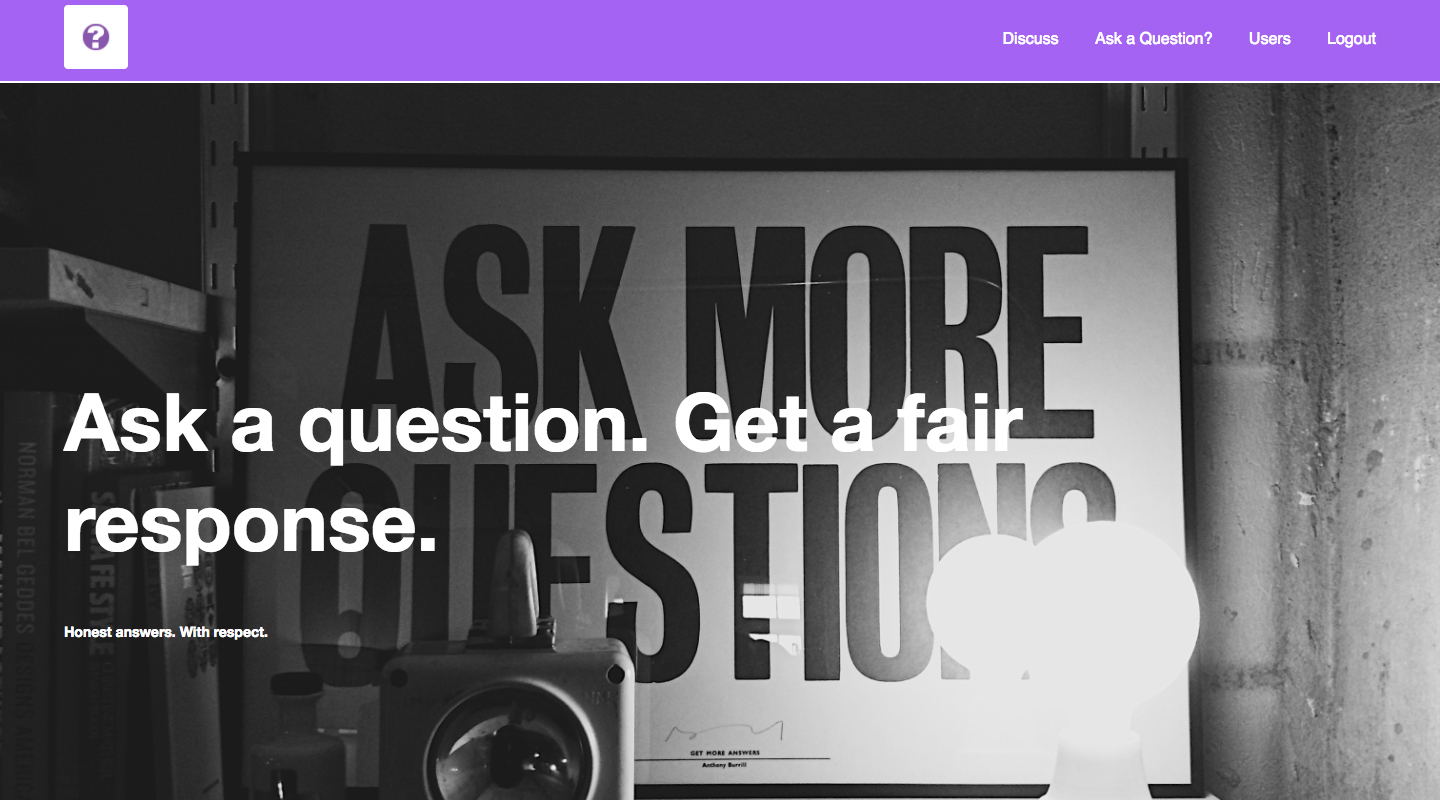 ?
Discuss
Ask a Question?
Users
Logout
ASK MORE
QUESTIONS
Ask a question. Get a fair
response.
Honest answers. With respect.
NORMAN BEL GEDDES DESIGNS
GET MORE ANSWERS
Anthony Burrill